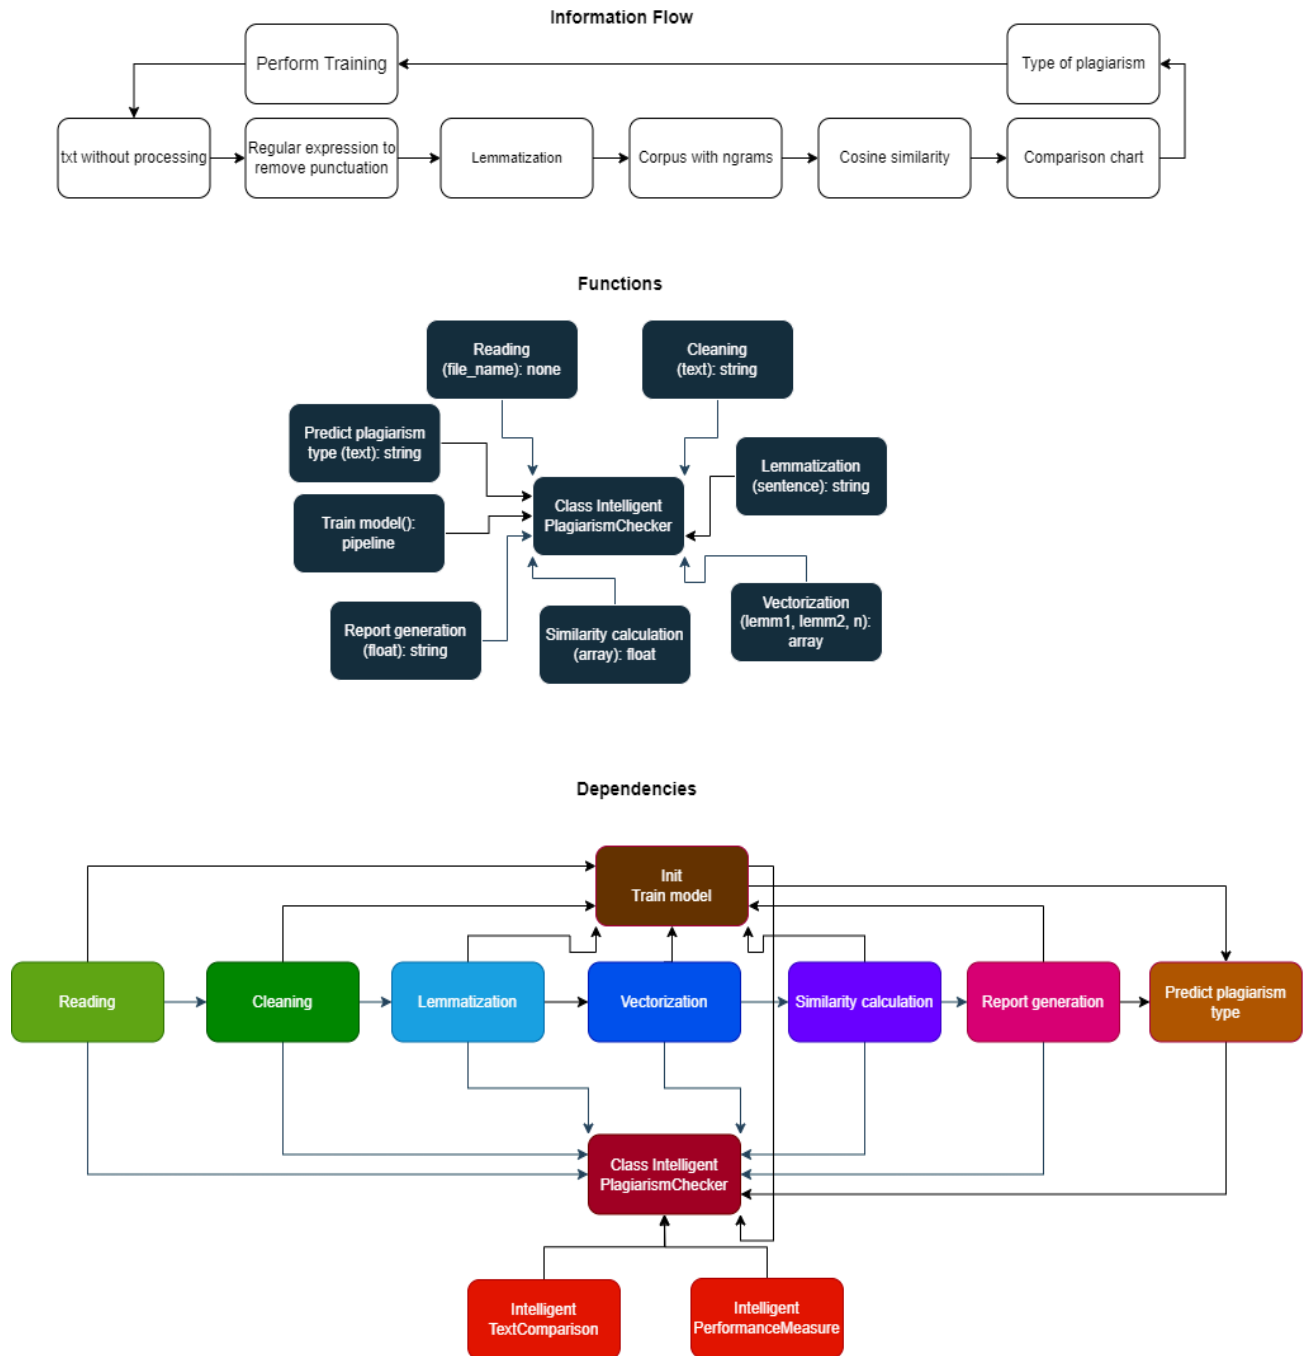 Information Flow
Perform Training
Type of plagiarism
txt without processing
Regular expression to
remove punctuation
Lemmatization
Corpus with ngrams
Cosine similarity
Comparison chart
Functions
Reading
(file_name): none
Cleaning
(text): string
Predict plagiarism
type (text): string
Lemmatization
(sentence): string
Class Intelligent
PlagiarismChecker
Train model():
pipeline
Vectorization
(lemm1, lemm2, n):
array
Report generation
(float): string
Similarity calculation
(array): float
Dependencies
Init
Train model
Reading
Cleaning
Lemmatization
Vectorization
Similarity calculation
Report generation
Predict plagiarism
type
Class Intelligent
PlagiarismChecker
Intelligent
TextComparison
Intelligent
PerformanceMeasure